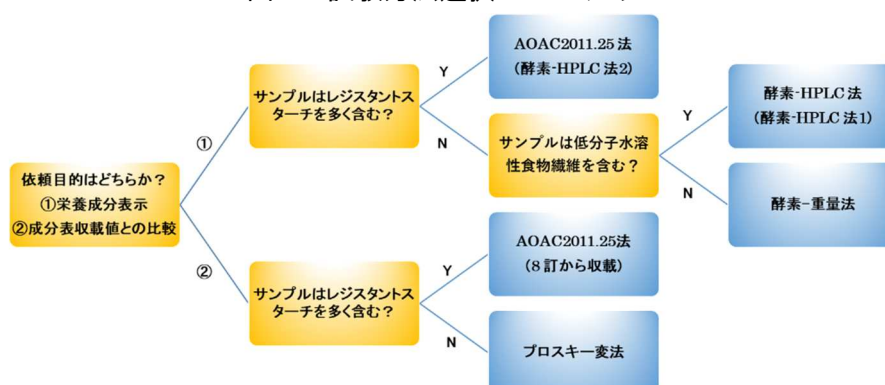 依頼目的はどちらか？
①栄養成分表示
②成分表収載値との比較
①
②
サンプルはレジスタントス
ターチを多く含む？
Y
N
AOAC2011.25 法
(酵素-HPLC 法2)
サンプルは低分子水溶
性食物繊維を含む？
Y
N
酵素-HPLC 法
(酵素-HPLC 法1)
酵素−重量法
サンプルはレジスタントス
ターチを多く含む？
Y
N
AOAC2011.25法
(8訂から収載)
プロスキー変法